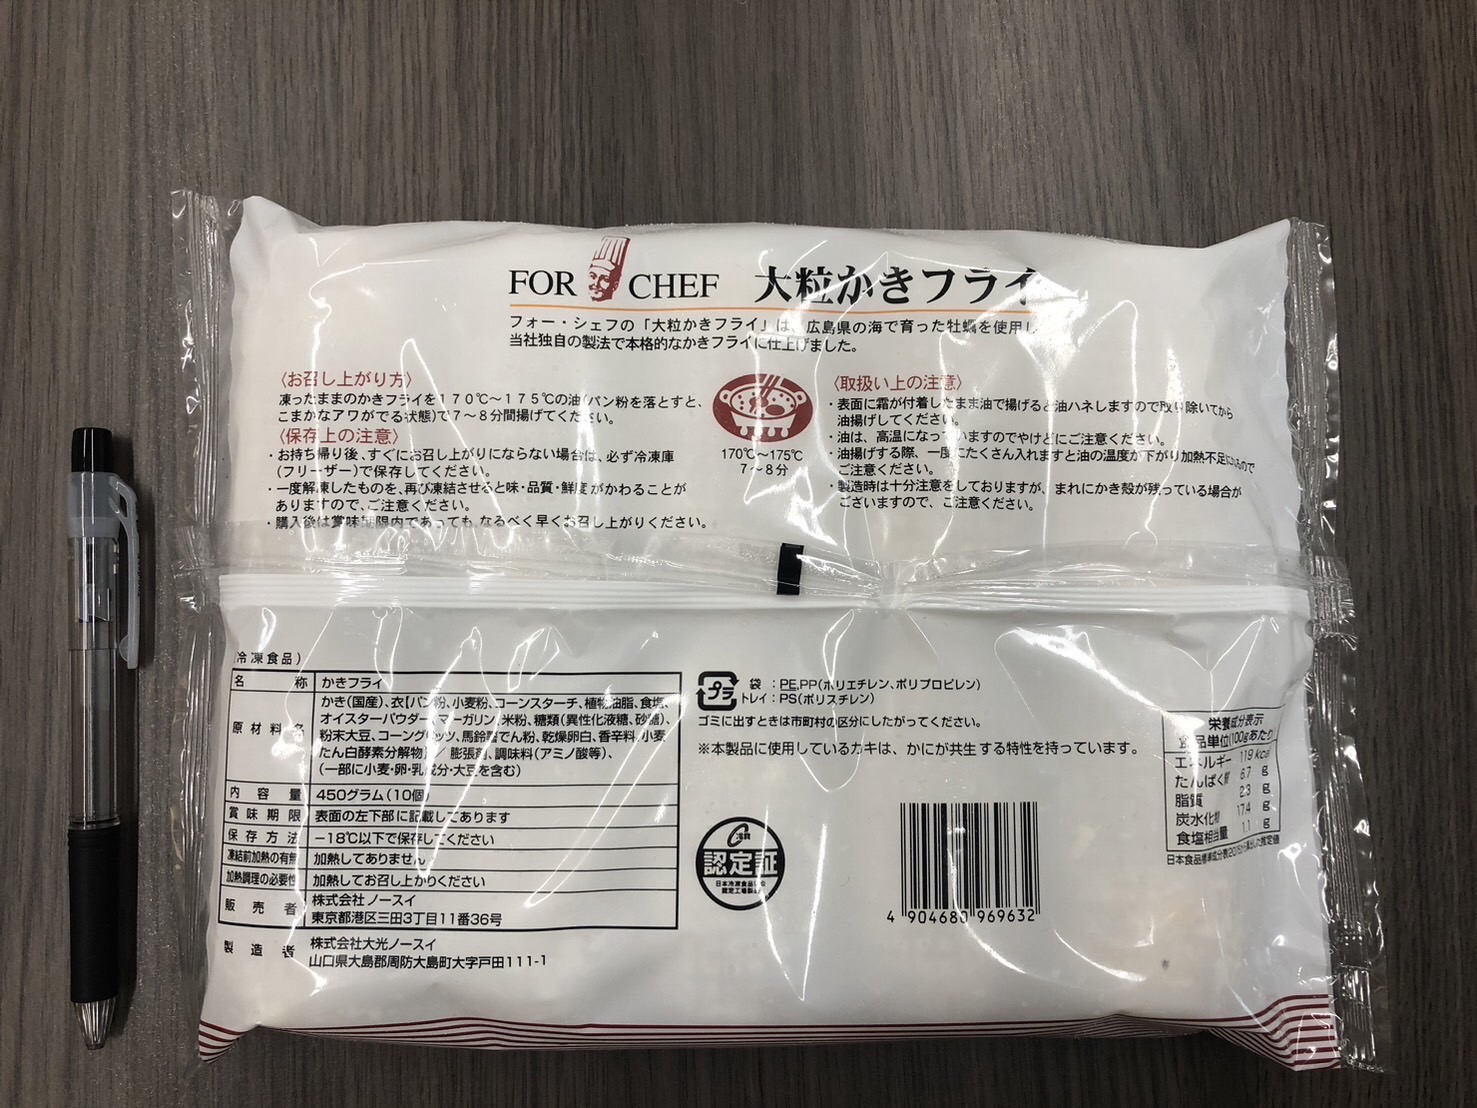 FOR CHEF 大粒かきフライ
フォー・シェフの「大粒かきフライ」は、広島県の海で育った牡蠣を使用し
当社独自の製法で本格的なかきフライに仕上げました。
〈お召し上がり方〉
凍ったままのかきフライを170℃〜175℃の油(パン粉を落とすと、
こまかなアワがでる状態)で7〜8分間揚げてください。
〈保存上の注意〉
・お持ち帰り後、すぐにお召し上がりにならない場合は、必ず冷凍庫
(フリーザー)で保存してください。
・一度解凍したものを、再び凍結させると味・品質・鮮度がかわることが
ありますので、ご注意ください。
・購入後は賞味期限内であっても、なるべく早くお召し上がりください。
170℃〜175℃
7〜8分
〈取扱い上の注意〉
・表面に霜が付着したまま油で揚げると油ハネしますので取り除いてから
油揚げしてください。
・油は、高温になっていますのでやけどにご注意ください。
・油揚げする際、一度にたくさん入れますと油の温度が下がり加熱不足になるので
ご注意ください。
・製造時は十分注意をしておりますが、まれにかき殻が残っている場合が
ございますので、ご注意ください。
(冷凍食品)
名称 かきフライ
原材料名 かき(国産)、衣【パン粉、小麦粉、コーンスターチ、植物油脂、食塩、
オイスターパウダー、マーガリン、米粉、糖類(異性化液糖、砂糖)、
粉末大豆、コーングリッツ、馬鈴薯でん粉、乾燥卵白、香辛料、小麦
たん白酵素分解物】/膨張剤、調味料(アミノ酸等)、
(一部に小麦・卵・乳成分・大豆を含む)
内容量 450グラム(10個)
賞味期限 表面の左下部に記載してあります
保存方法 −18℃以下で保存してください
凍結前加熱の有無 加熱してありません
加熱調理の必要性 加熱してお召し上がりください
販売者 株式会社ノースイ
東京都港区三田3丁目11番36号
製造者 株式会社大光ノースイ
山口県大島郡周防大島町大字戸田111-1
プラ
袋:PE,PP(ポリエチレン、ポリプロピレン)
トレイ:PS(ポリスチレン)
ゴミに出すときは市町村の区分にしたがってください。
※本製品に使用しているカキは、かにが共生する特性を持っています。
認定証
日本冷凍食品協会
認定工場製品
4 904680 969632
栄養成分表示
食品単位(100gあたり)
エネルギー 119 kcal
たんぱく質 6.7 g
脂質 2.3 g
炭水化物 17.4 g
食塩相当量 1.1 g